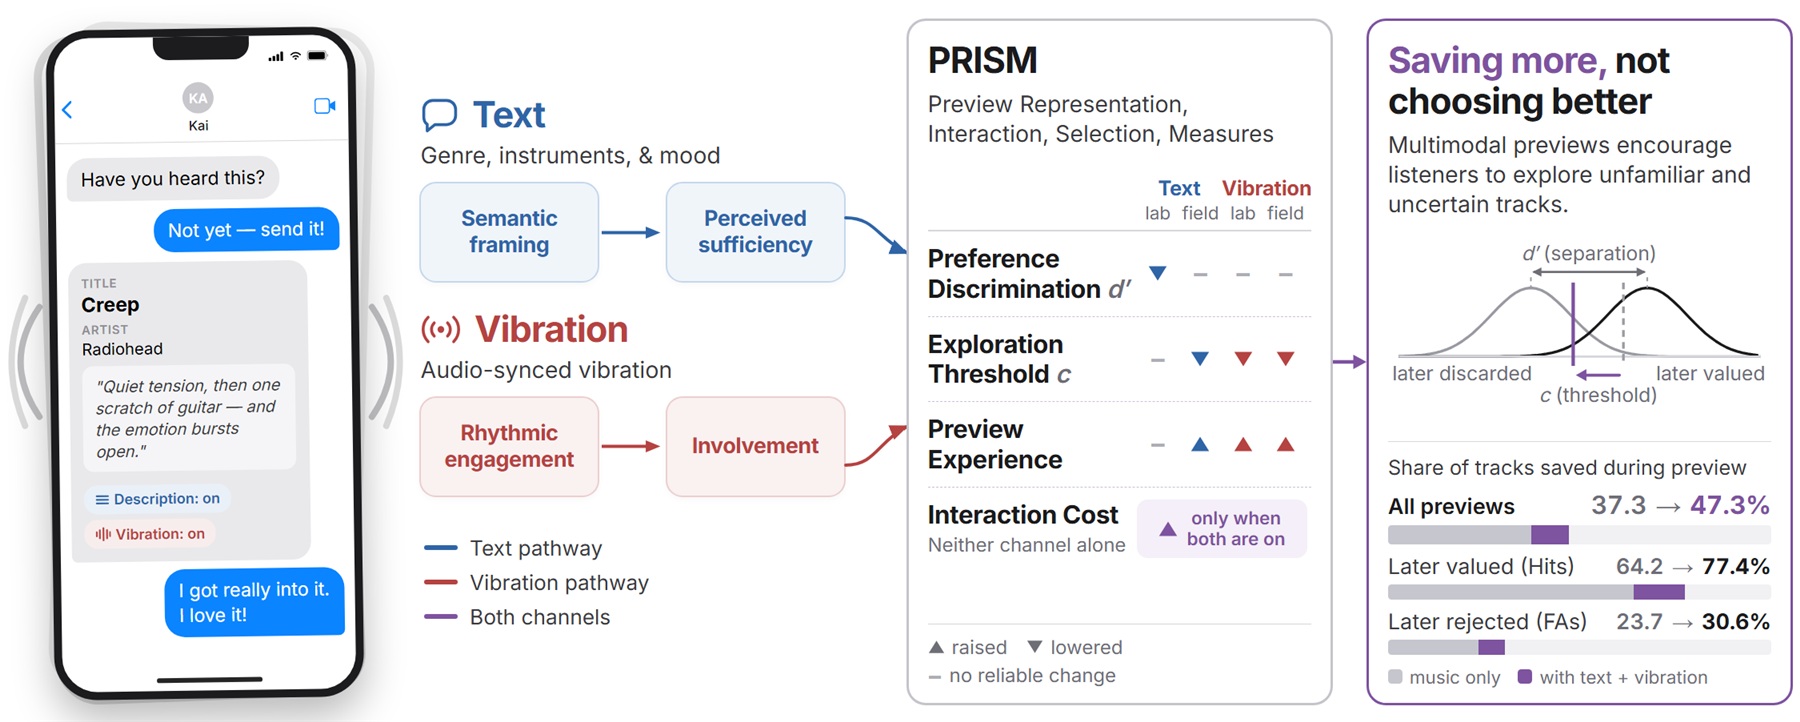 KA
Kai
Have you heard this?
Not yet — send it!
TITLE
Creep
ARTIST
Radiohead
"Quiet tension, then one
scratch of guitar — and
the emotion bursts
open."
Description: on
Vibration: on
I got really into it.
I love it!
Text
Genre, instruments, & mood
Semantic
framing
Perceived
sufficiency
Vibration
Audio-synced vibration
Rhythmic
engagement
Involvement
Text pathway
Vibration pathway
Both channels
PRISM
Preview Representation,
Interaction, Selection, Measures
Text Vibration
lab field lab field
Preference
Discrimination d′ ▼ – – –
Exploration
Threshold c – ▼ ▼ ▼
Preview
Experience – ▲ ▲ ▲
Interaction Cost
Neither channel alone
▲ only when
both are on
▲ raised ▼ lowered
– no reliable change
Saving more, not
choosing better
Multimodal previews encourage
listeners to explore unfamiliar and
uncertain tracks.
d′ (separation)
later discarded later valued
c (threshold)
Share of tracks saved during preview
All previews 37.3 → 47.3%
Later valued (Hits) 64.2 → 77.4%
Later rejected (FAs) 23.7 → 30.6%
music only with text + vibration